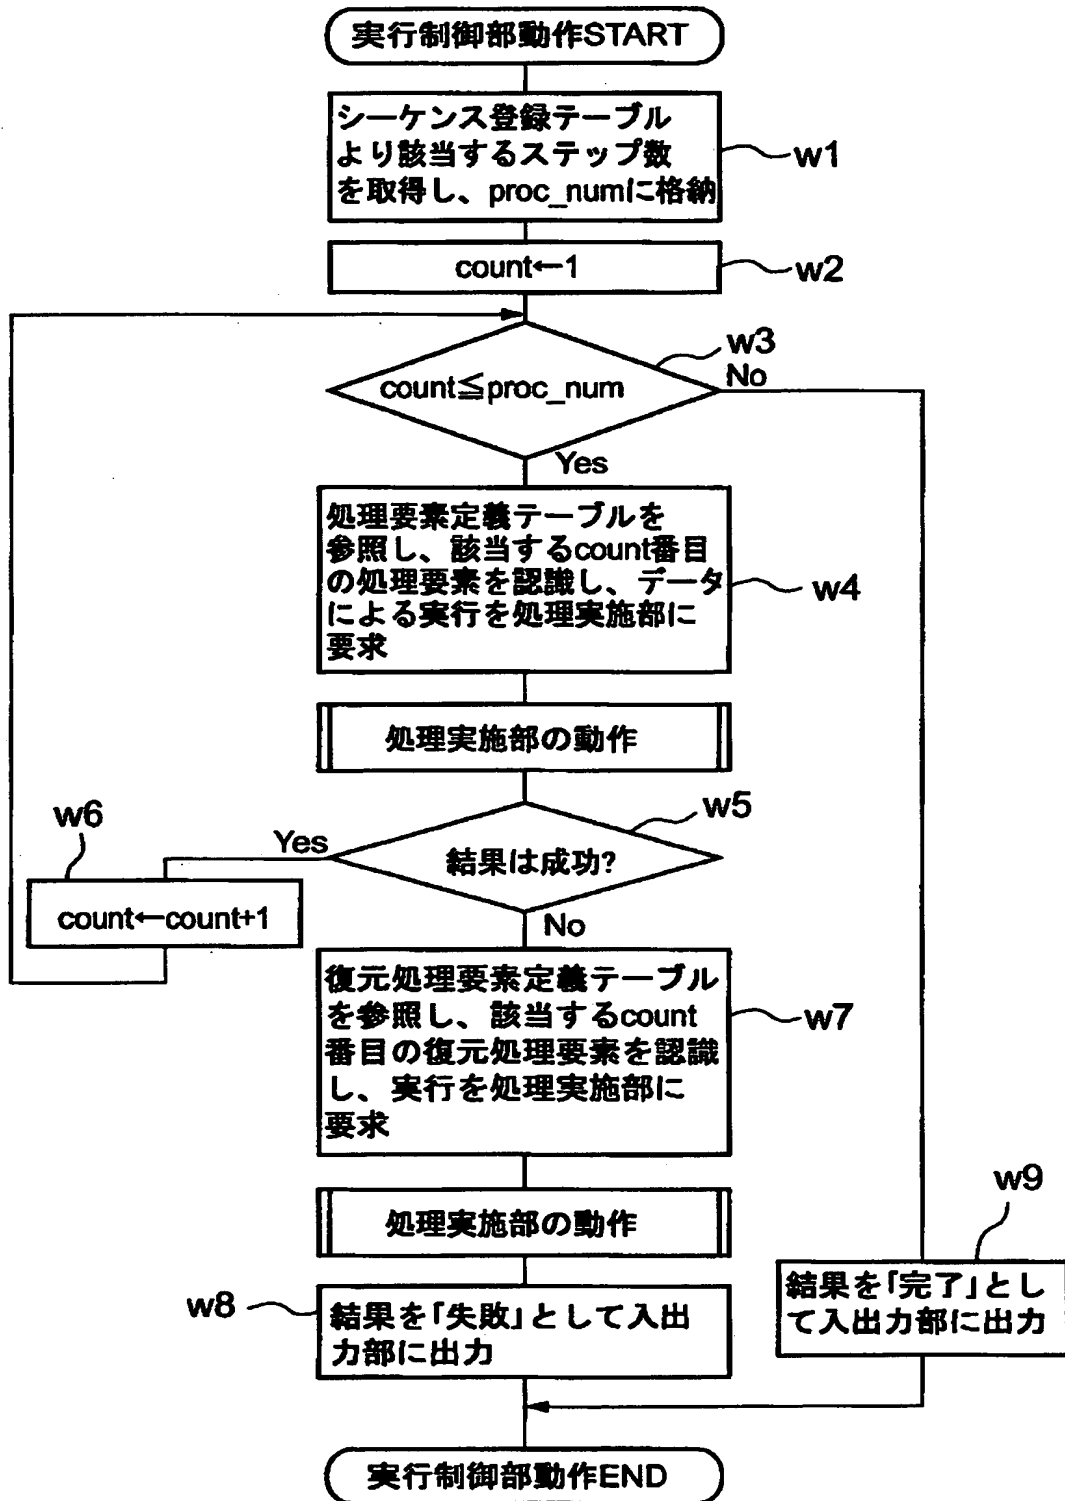 実行制御部動作START
シーケンス登録テーブル
より該当するステップ数
を取得し、proc_numに格納
w1
count←1
w2
w3
count≦proc_num
No
Yes
処理要素定義テーブルを
参照し、該当するcount番目
の処理要素を認識し、データ
による実行を処理実施部に
要求
w4
処理実施部の動作
w5
結果は成功?
Yes
w6
count←count+1
No
復元処理要素定義テーブル
を参照し、該当するcount
番目の復元処理要素を認識
し、実行を処理実施部に
要求
w7
処理実施部の動作
w8
結果を「失敗」として入出
力部に出力
w9
結果を「完了」とし
て入出力部に出力
実行制御部動作END